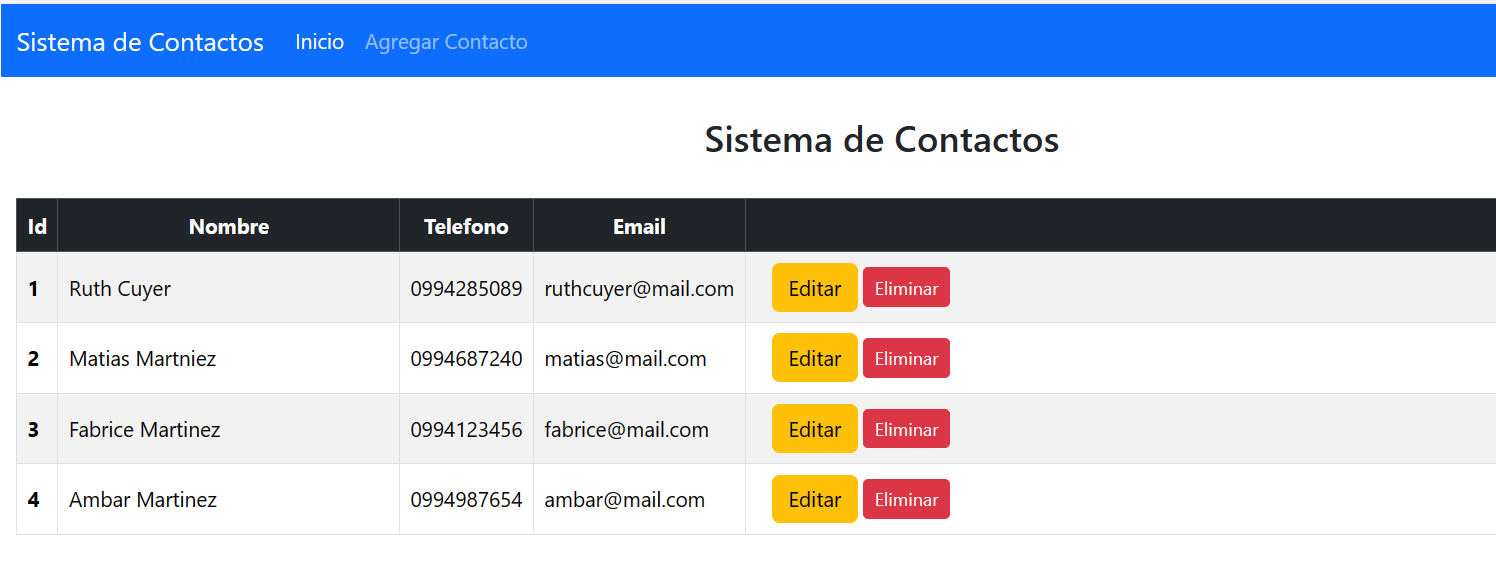 Sistema de Contactos Inicio Agregar Contacto
Sistema de Contactos
Id Nombre Telefono Email
1 Ruth Cuyer 0994285089 ruthcuyer@mail.com Editar Eliminar
2 Matias Martniez 0994687240 matias@mail.com Editar Eliminar
3 Fabrice Martinez 0994123456 fabrice@mail.com Editar Eliminar
4 Ambar Martinez 0994987654 ambar@mail.com Editar Eliminar